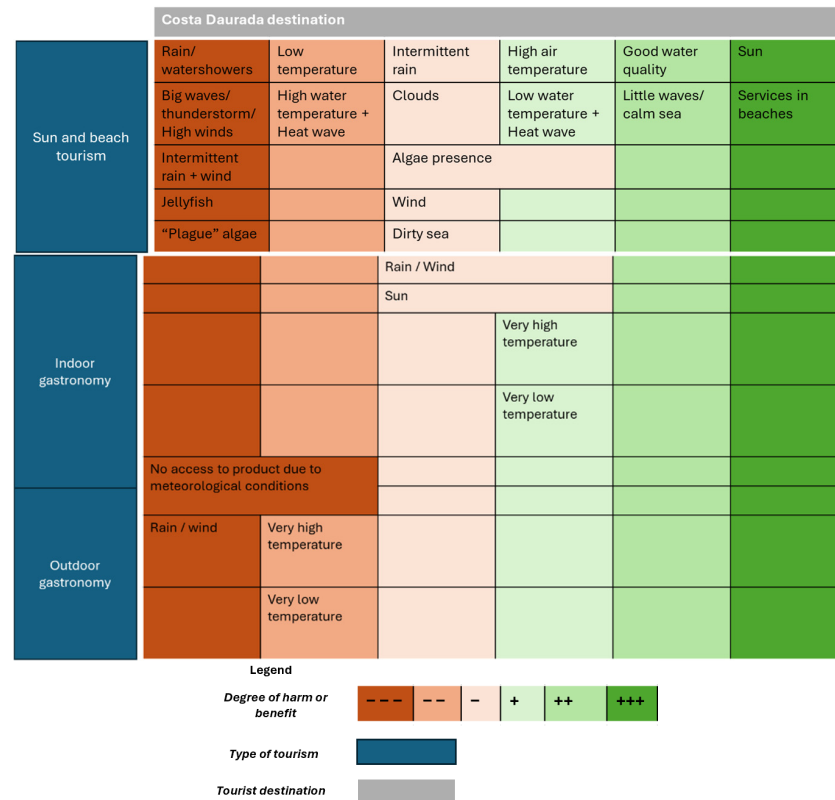 Costa Daurada destination
Sun and beach
tourism
Rain/
watershowers
Low
temperature
Intermittent
rain
High air
temperature
Good water
quality
Sun
Big waves/
thunderstorm/
High winds
High water
temperature +
Heat wave
Clouds
Low water
temperature +
Heat wave
Little waves/
calm sea
Services in
beaches
Intermittent
rain + wind
Algae presence
Jellyfish
Wind
“Plague” algae
Dirty sea
Indoor
gastronomy
Rain / Wind
Sun
Very high
temperature
Very low
temperature
No access to product due to
meteorological conditions
Outdoor
gastronomy
Rain / wind
Very high
temperature
Very low
temperature
Legend
Degree of harm or
benefit
– – –
– –
–
+
++
+++
Type of tourism
Tourist destination